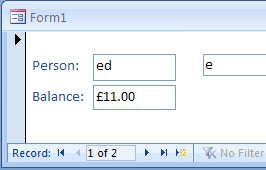 Form1
Person: ed e
Balance: £11.00
Record: 1 of 2 No Filter